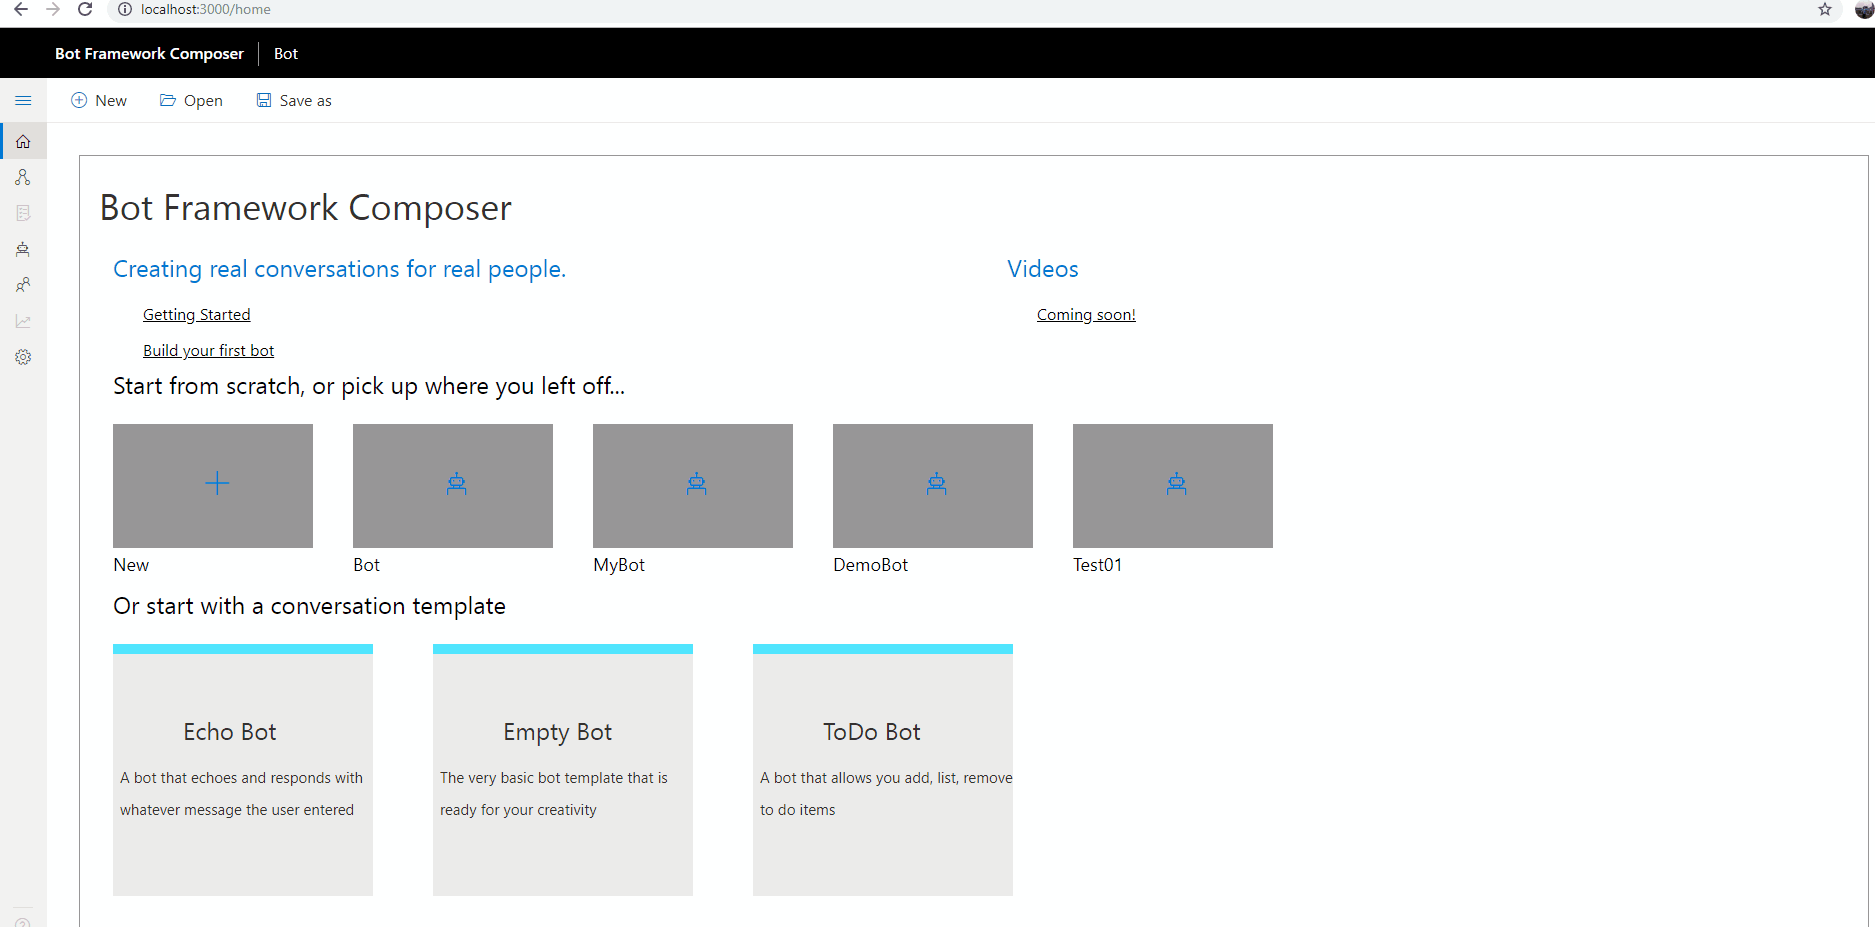 localhost:3000/home
Bot Framework Composer Bot
New Open Save as
Bot Framework Composer
Creating real conversations for real people.
Videos
Getting Started
Coming soon!
Build your first bot
Start from scratch, or pick up where you left off...
New Bot MyBot DemoBot Test01
Or start with a conversation template
Echo Bot
A bot that echoes and responds with
whatever message the user entered
Empty Bot
The very basic bot template that is
ready for your creativity
ToDo Bot
A bot that allows you add, list, remove
to do items